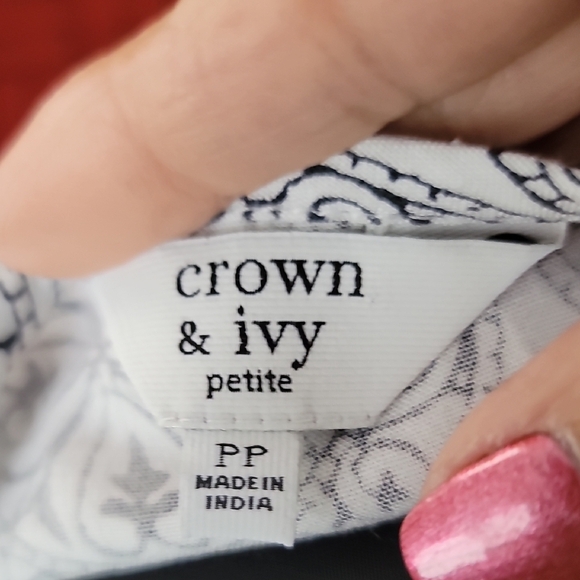 crown
& ivy
petite
PP
MADE IN
INDIA